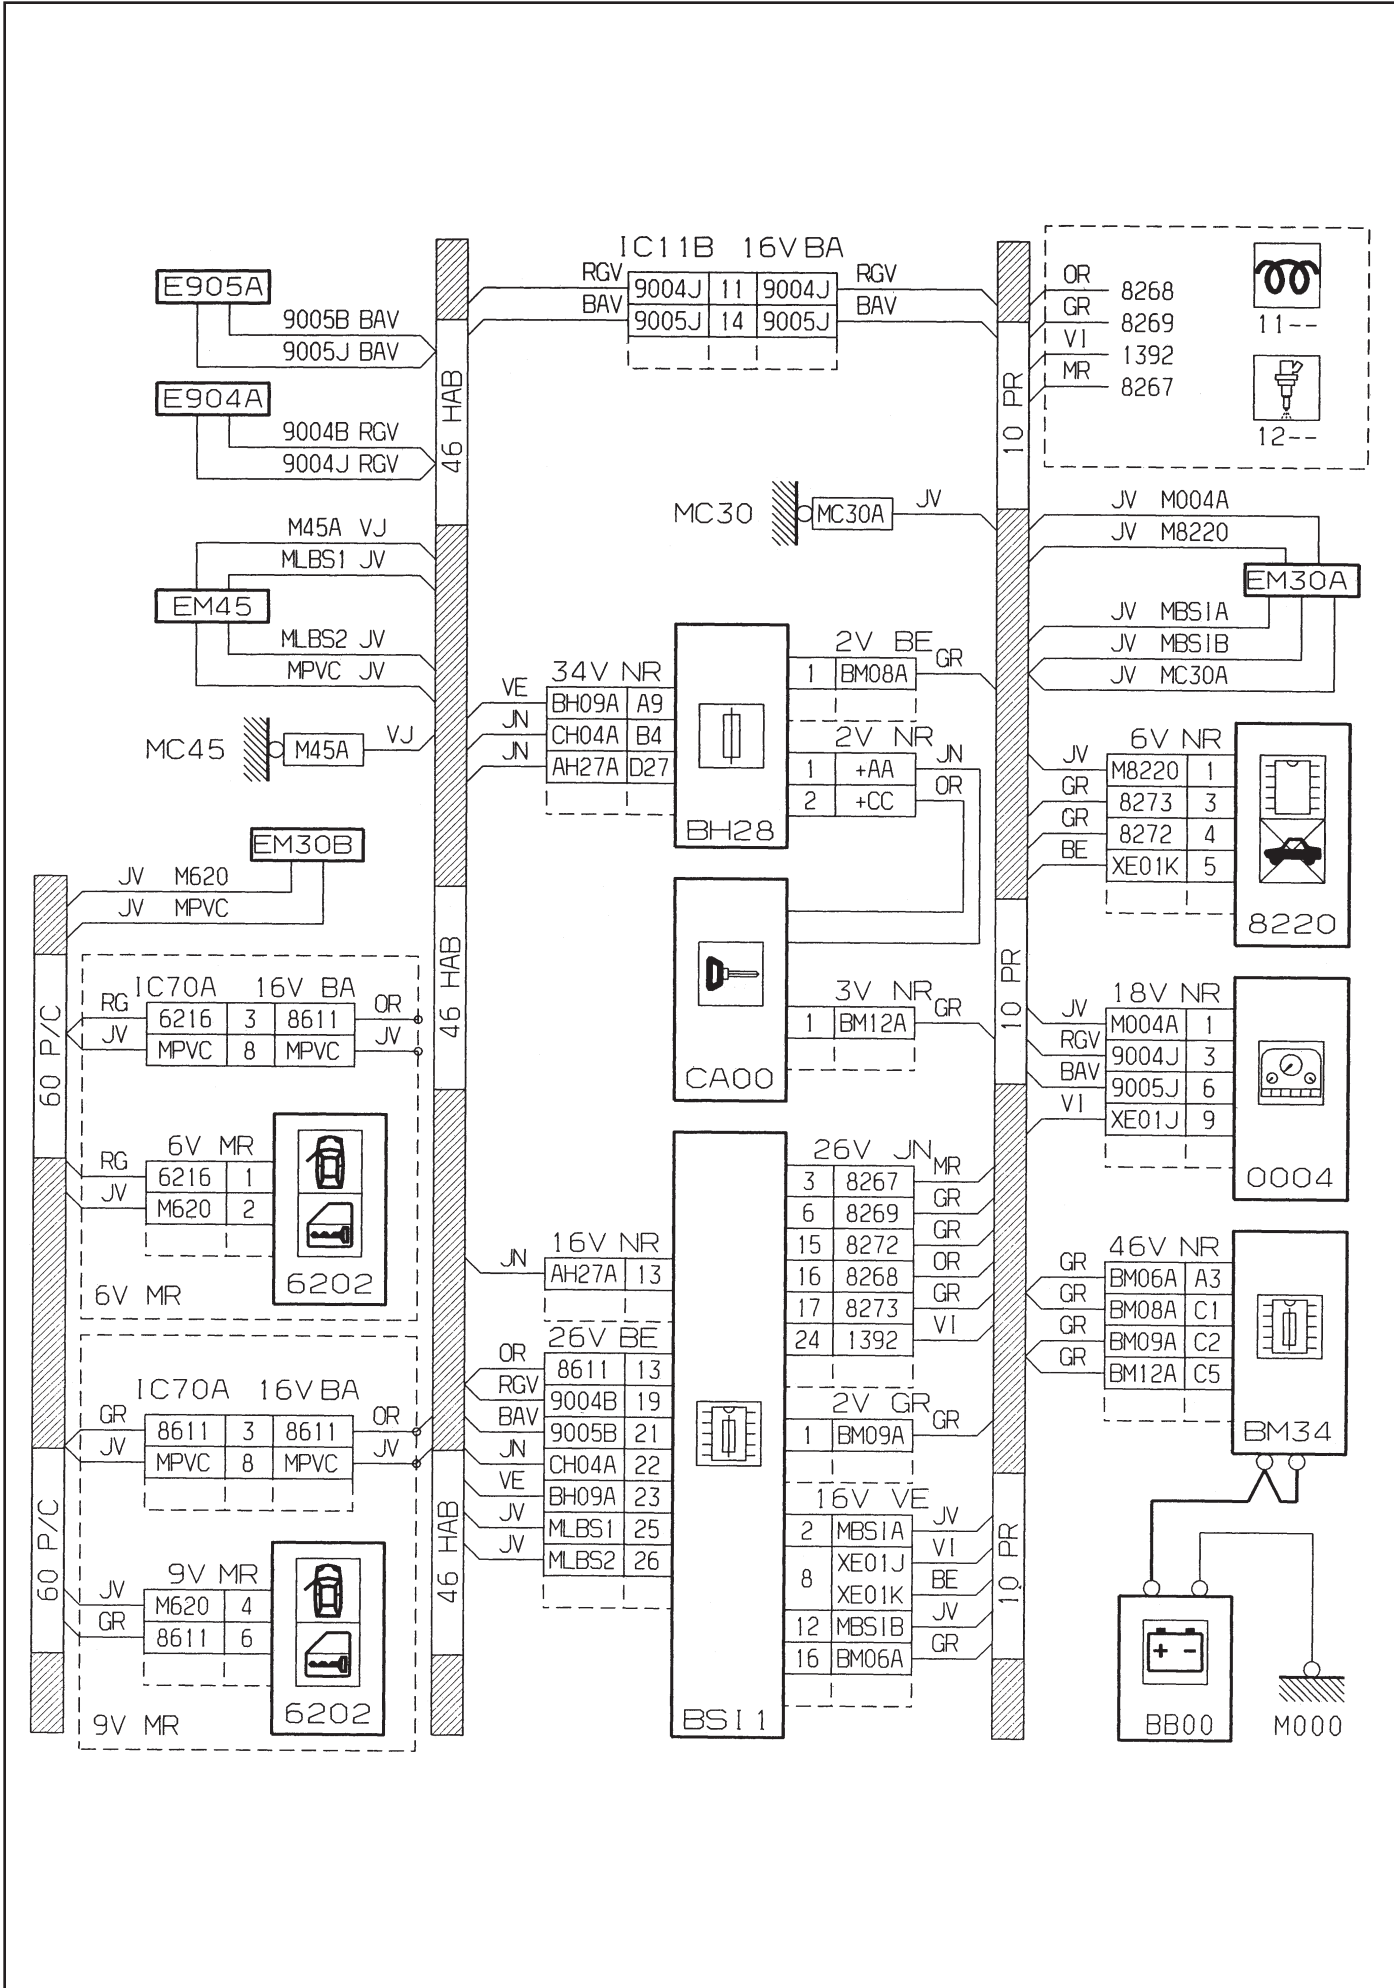 IC11B 16V BA
E905A
9005B BAV
9005J BAV
E904A
9004B RGV
9004J RGV
M45A VJ
MLBS1 JV
EM45
MLBS2 JV
MPVC JV
MC45
M45A
VJ
EM30B
JV M620
JV MPVC
60 P/C
IC70A 16V BA
RG 6216 3 8611 OR
JV MPVC 8 MPVC JV
6V MR
RG 6216 1
JV M620 2
6202
6V MR
IC70A 16V BA
GR 8611 3 8611 OR
JV MPVC 8 MPVC JV
60 P/C
9V MR
JV M620 4
GR 8611 6
6202
9V MR
46 HAB
46 HAB
46 HAB
RGV 9004J 11 9004J RGV
BAV 9005J 14 9005J BAV
MC30
MC30A
JV
34V NR
VE BH09A A9
JN CH04A B4
JN AH27A D27
BH28
2V BE
1 BM08A GR
2V NR
1 +AA JN
2 +CC OR
CA00
3V NR
1 BM12A GR
16V NR
JN AH27A 13
26V BE
OR 8611 13
RGV 9004B 19
BAV 9005B 21
JN CH04A 22
VE BH09A 23
JV MLBS1 25
JV MLBS2 26
BSI1
26V JN
3 8267 MR
6 8269 GR
15 8272 GR
16 8268 OR
17 8273 GR
24 1392 VI
2V GR
1 BM09A GR
16V VE
2 MBSIA JV
8 XE01J VI
XE01K BE
12 MBSIB JV
16 BM06A GR
10 PR
10 PR
10 PR
OR 8268
GR 8269
VI 1392
MR 8267
11--
12--
JV M004A
JV M8220
EM30A
JV MBSIA
JV MBSIB
JV MC30A
6V NR
JV M8220 1
GR 8273 3
GR 8272 4
BE XE01K 5
8220
18V NR
JV M004A 1
RGV 9004J 3
BAV 9005J 6
VI XE01J 9
0004
46V NR
GR BM06A A3
GR BM08A C1
GR BM09A C2
GR BM12A C5
BM34
+ -
BB00
M000